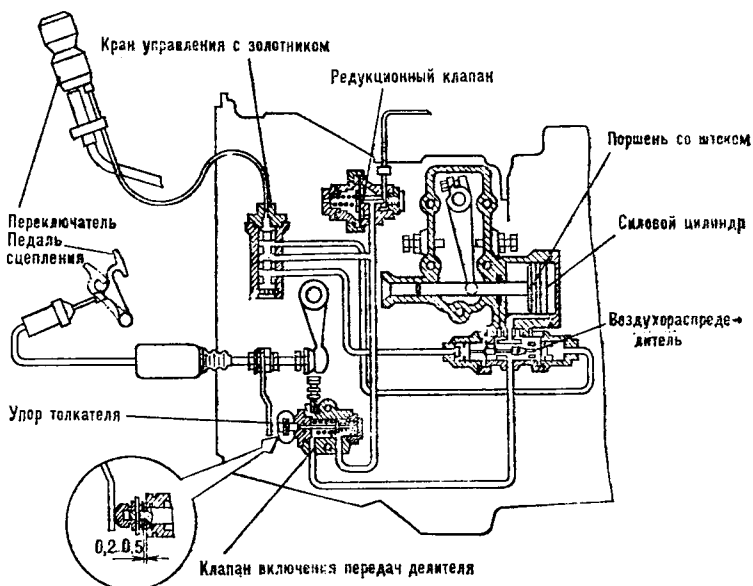 Кран управления с золотником
Редукционный клапан
Поршень со штоком
Силовой цилиндр
Переключатель
Педаль
сцепления
Воздухораспреде-
литель
Упор толкателя
0,2..0,5
Клапан включения передач делителя